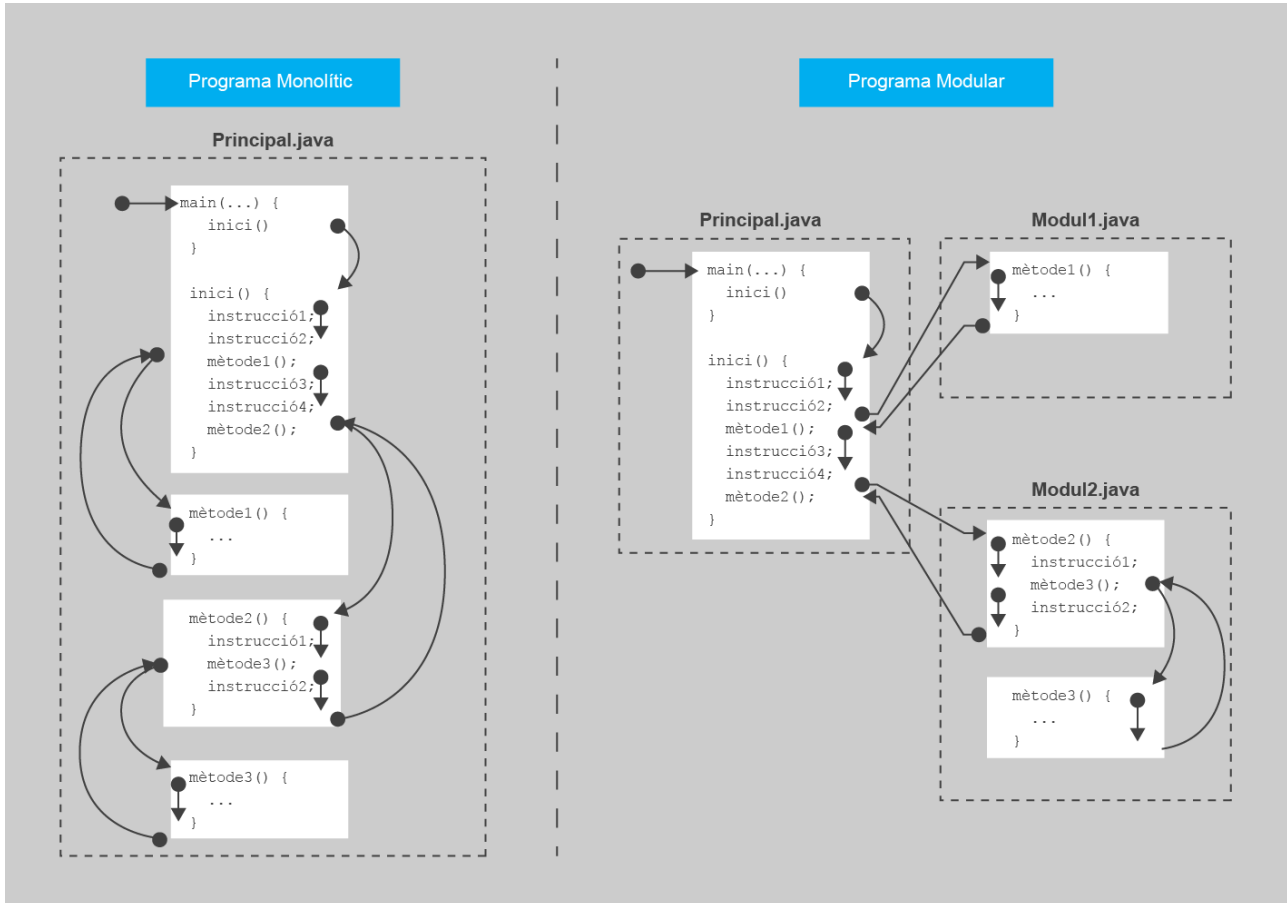 Programa Monolític
Principal.java
main(...) {
inici()
}
inici() {
instrucció1;
instrucció2;
mètode1();
instrucció3;
instrucció4;
mètode2();
}
mètode1() {
...
}
mètode2() {
instrucció1;
mètode3();
instrucció2;
}
mètode3() {
...
}
Programa Modular
Principal.java
main(...) {
inici()
}
inici() {
instrucció1;
instrucció2;
mètode1();
instrucció3;
instrucció4;
mètode2();
}
Modul1.java
mètode1() {
...
}
Modul2.java
mètode2() {
instrucció1;
mètode3();
instrucció2;
}
mètode3() {
...
}